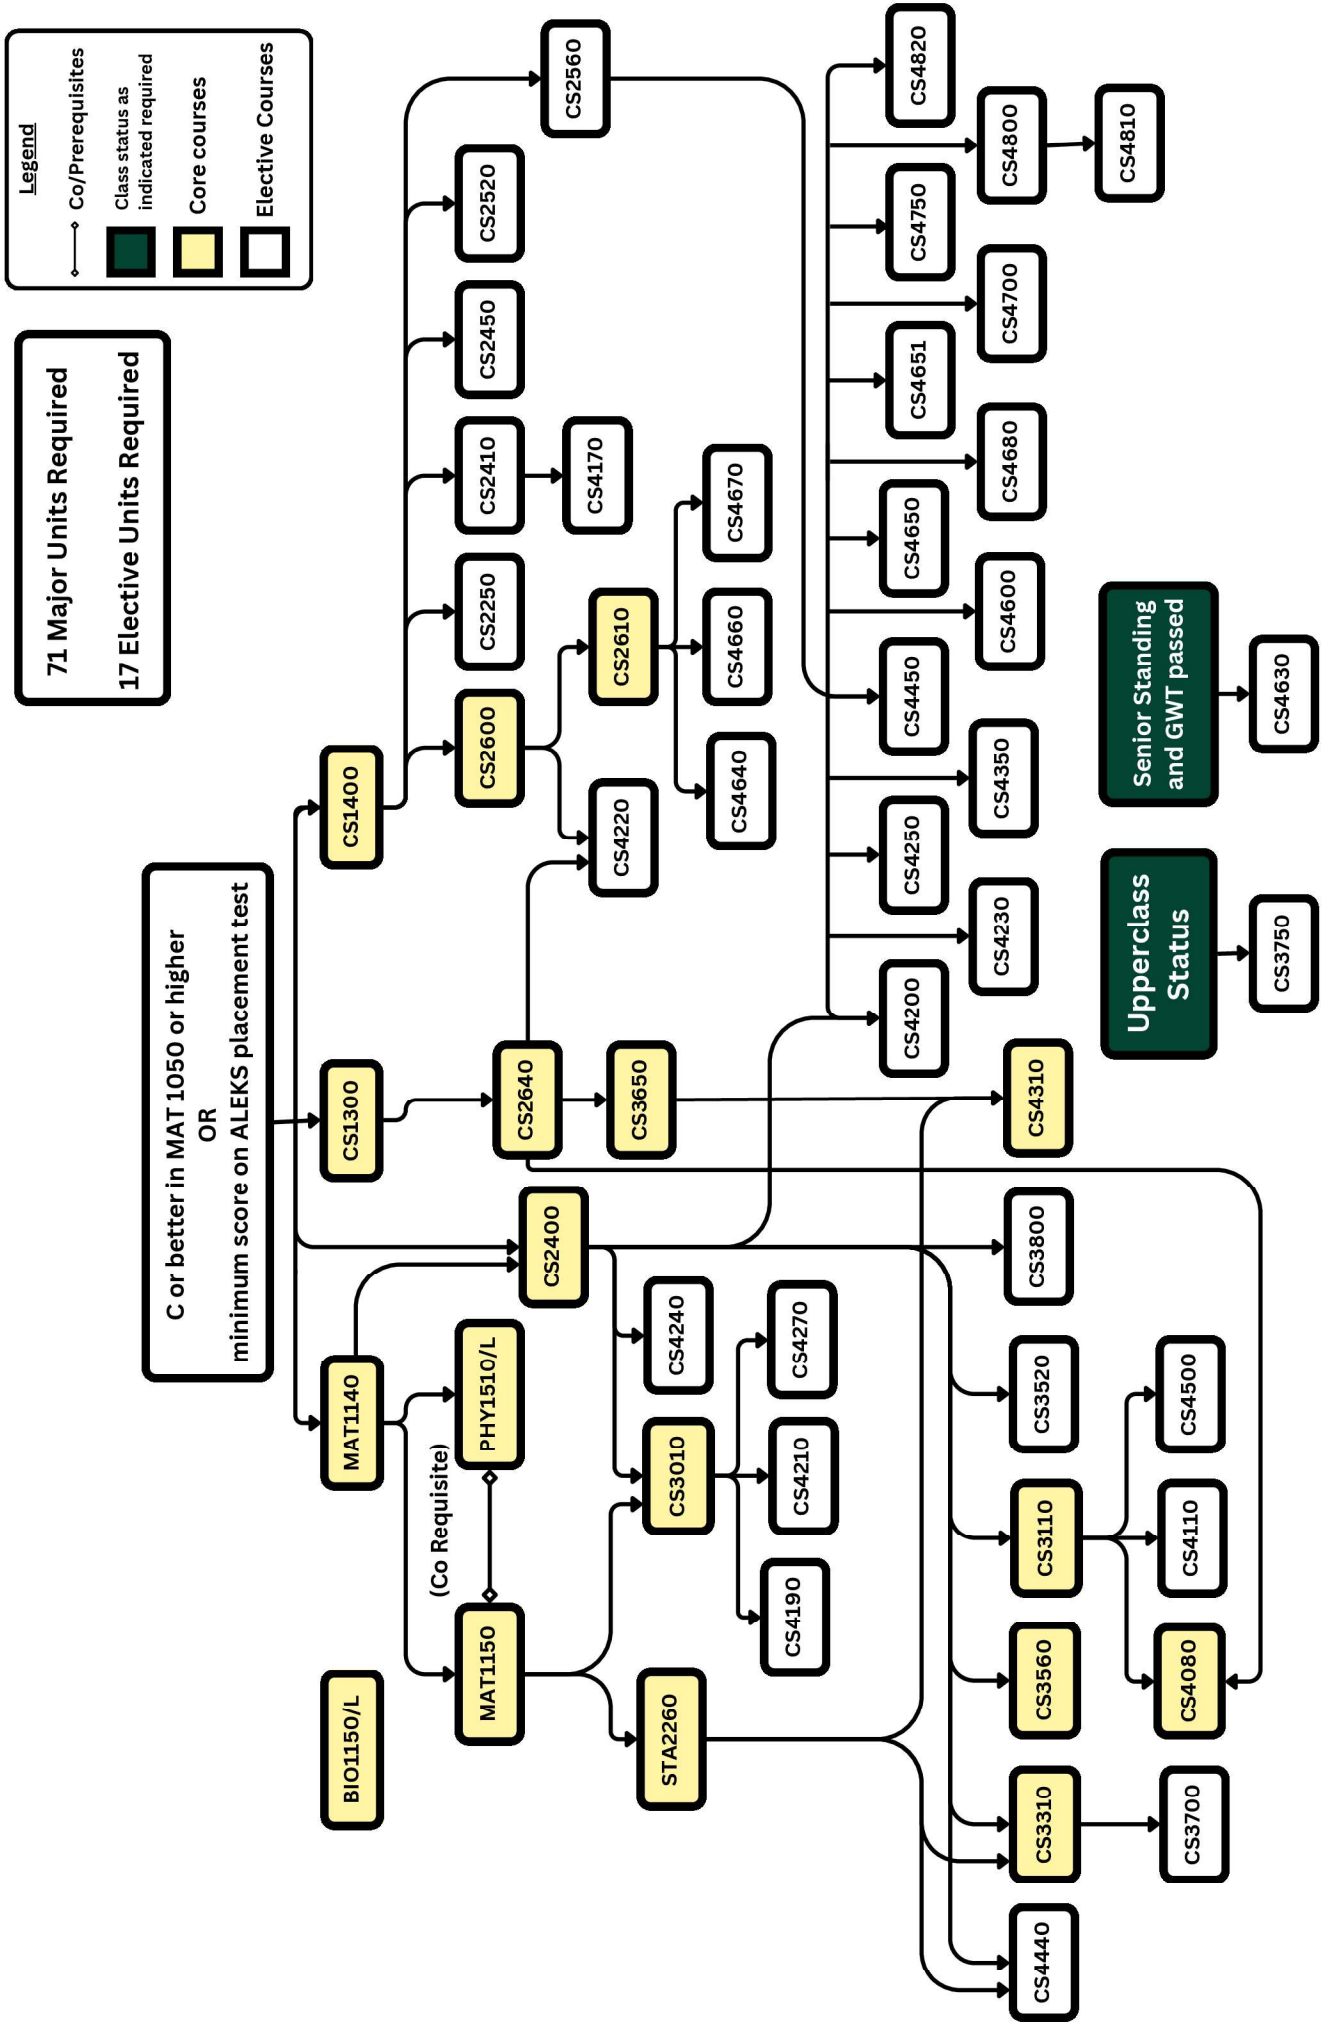 71 Major Units Required
17 Elective Units Required
Legend
Co/Prerequisites
Class status as
indicated required
Core courses
Elective Courses
C or better in MAT 1050 or higher
OR
minimum score on ALEKS placement test
BIO1150/L
MAT1140
CS1300
CS1400
(Co Requisite)
MAT1150
PHY1510/L
CS2600
CS2250
CS2410
CS2450
CS2520
CS2400
CS2640
CS2560
CS4220
CS2610
CS4170
STA2260
CS3010
CS4240
CS3650
CS4640
CS4660
CS4670
CS4190
CS4210
CS4270
CS4200
CS4250
CS4450
CS4650
CS4651
CS4750
CS4820
CS4230
CS4350
CS4600
CS4680
CS4700
CS4800
CS4440
CS3310
CS3560
CS3110
CS3520
CS3800
CS4310
CS4810
Upperclass
Status
Senior Standing
and GWT passed
CS3700
CS4080
CS4110
CS4500
CS3750
CS4630